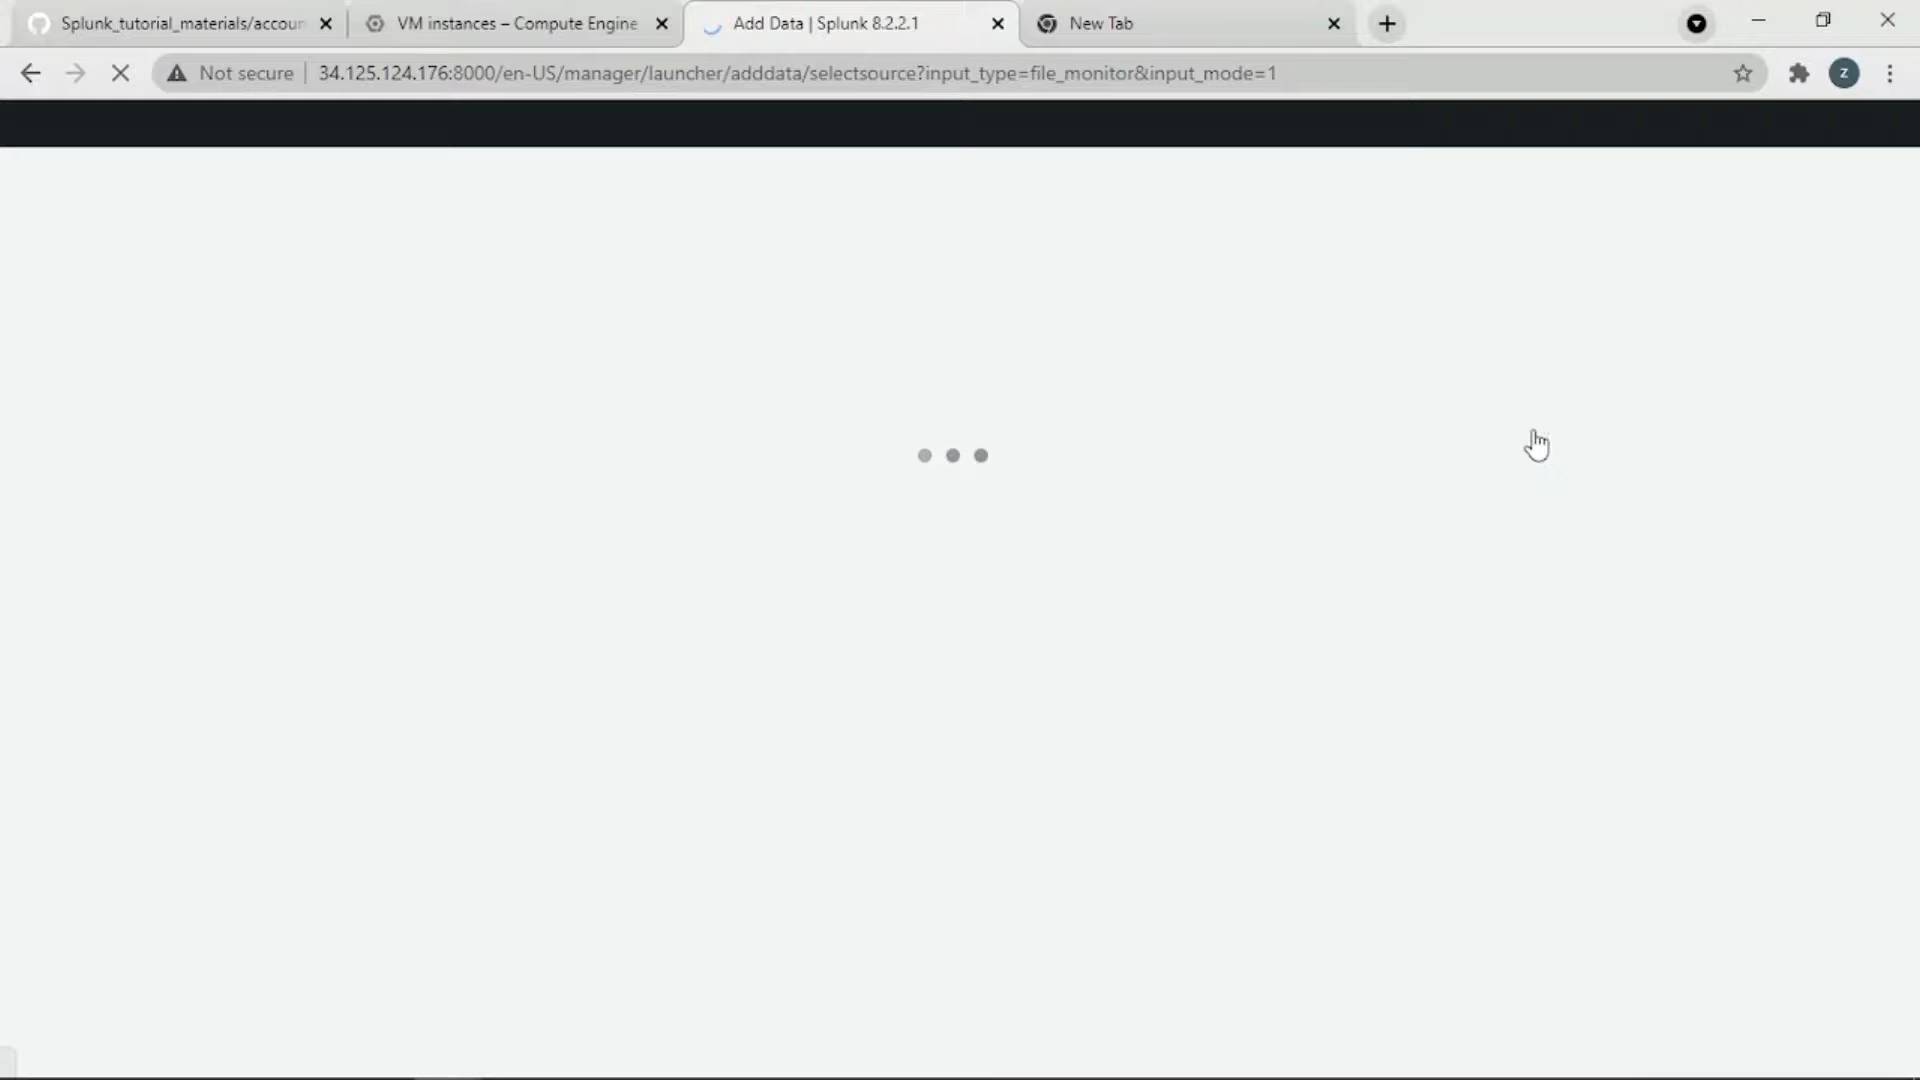 Splunk_tutorial_materials/accoun
VM instances – Compute Engine
Add Data | Splunk 8.2.2.1
New Tab
Not secure
34.125.124.176:8000/en-US/manager/launcher/adddata/selectsource?input_type=file_monitor&input_mode=1
z